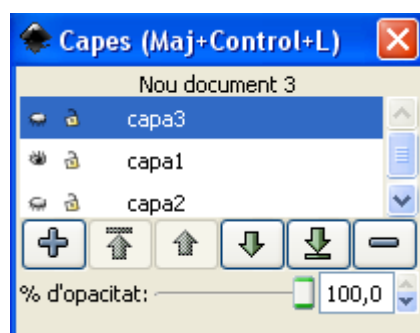 Capes (Maj+Control+L)
Nou document 3
capa3
capa1
capa2
% d'opacitat: 100,0